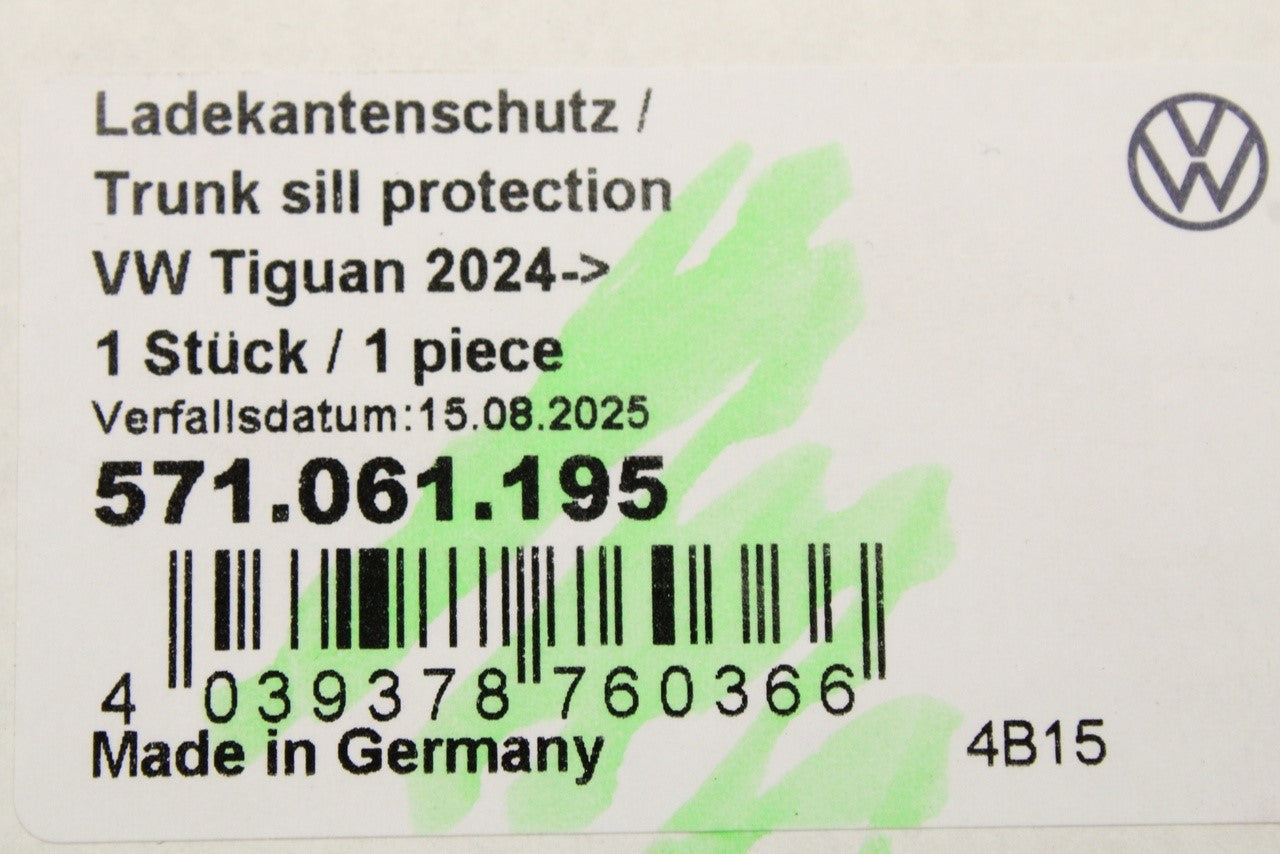 Ladekantenschutz /
Trunk sill protection
VW Tiguan 2024->
1 Stück / 1 piece
Verfallsdatum:15.08.2025
571.061.195
4 039378 760366
Made in Germany
4B15